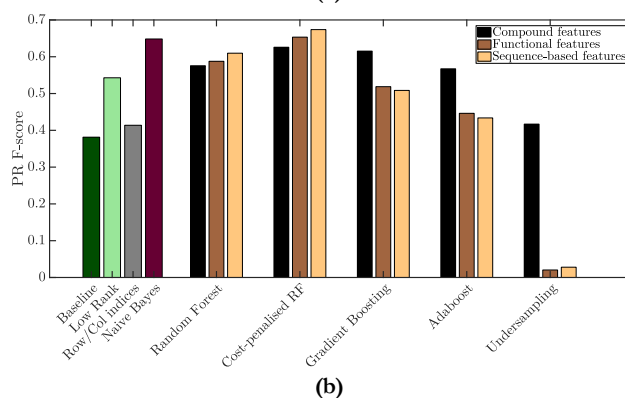 0.7
0.6
0.5
0.4
0.3
0.2
0.1
0
PR F-score
Compound features
Functional features
Sequence-based features
Baseline
Low Rank
Row/Col indices
Naive Bayes
Random Forest
Cost-penalised RF
Gradient Boosting
Adaboost
Undersampling
(b)